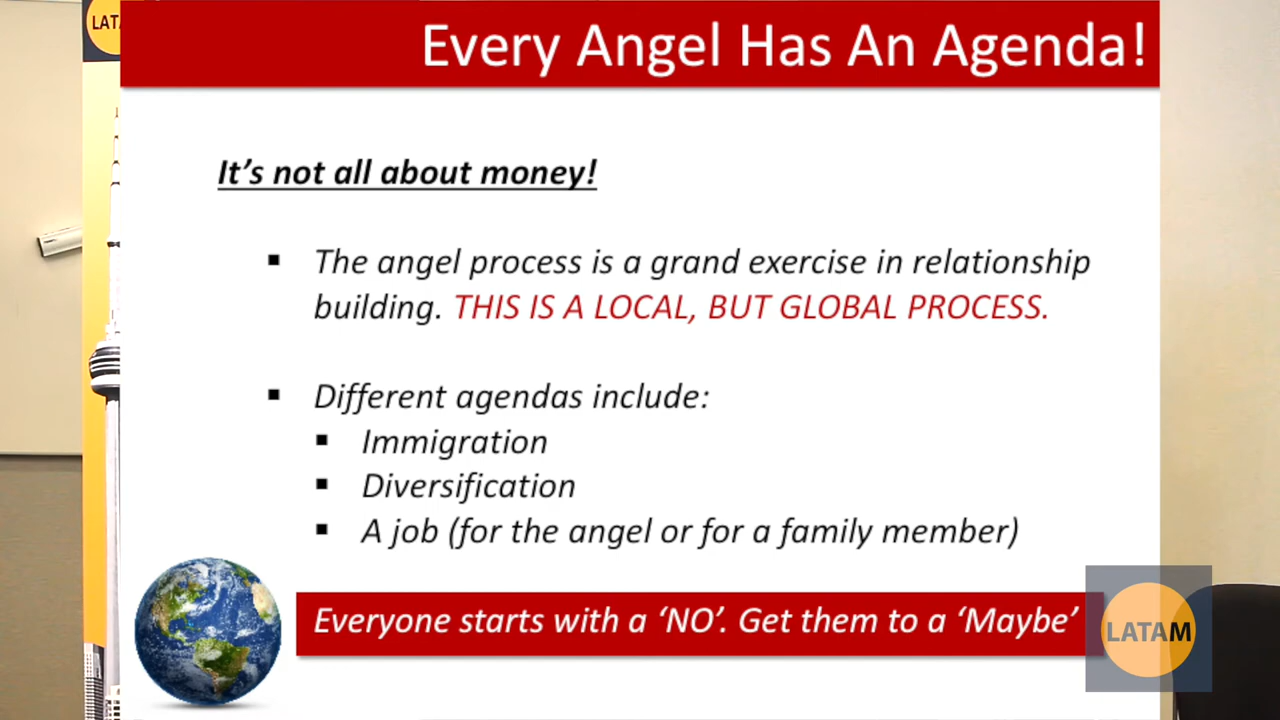 LATA
Every Angel Has An Agenda!
It's not all about money!
▪ The angel process is a grand exercise in relationship
building. THIS IS A LOCAL, BUT GLOBAL PROCESS.
▪ Different agendas include:
▪ Immigration
▪ Diversification
▪ A job (for the angel or for a family member)
Everyone starts with a ‘NO’. Get them to a ‘Maybe’
LATAM